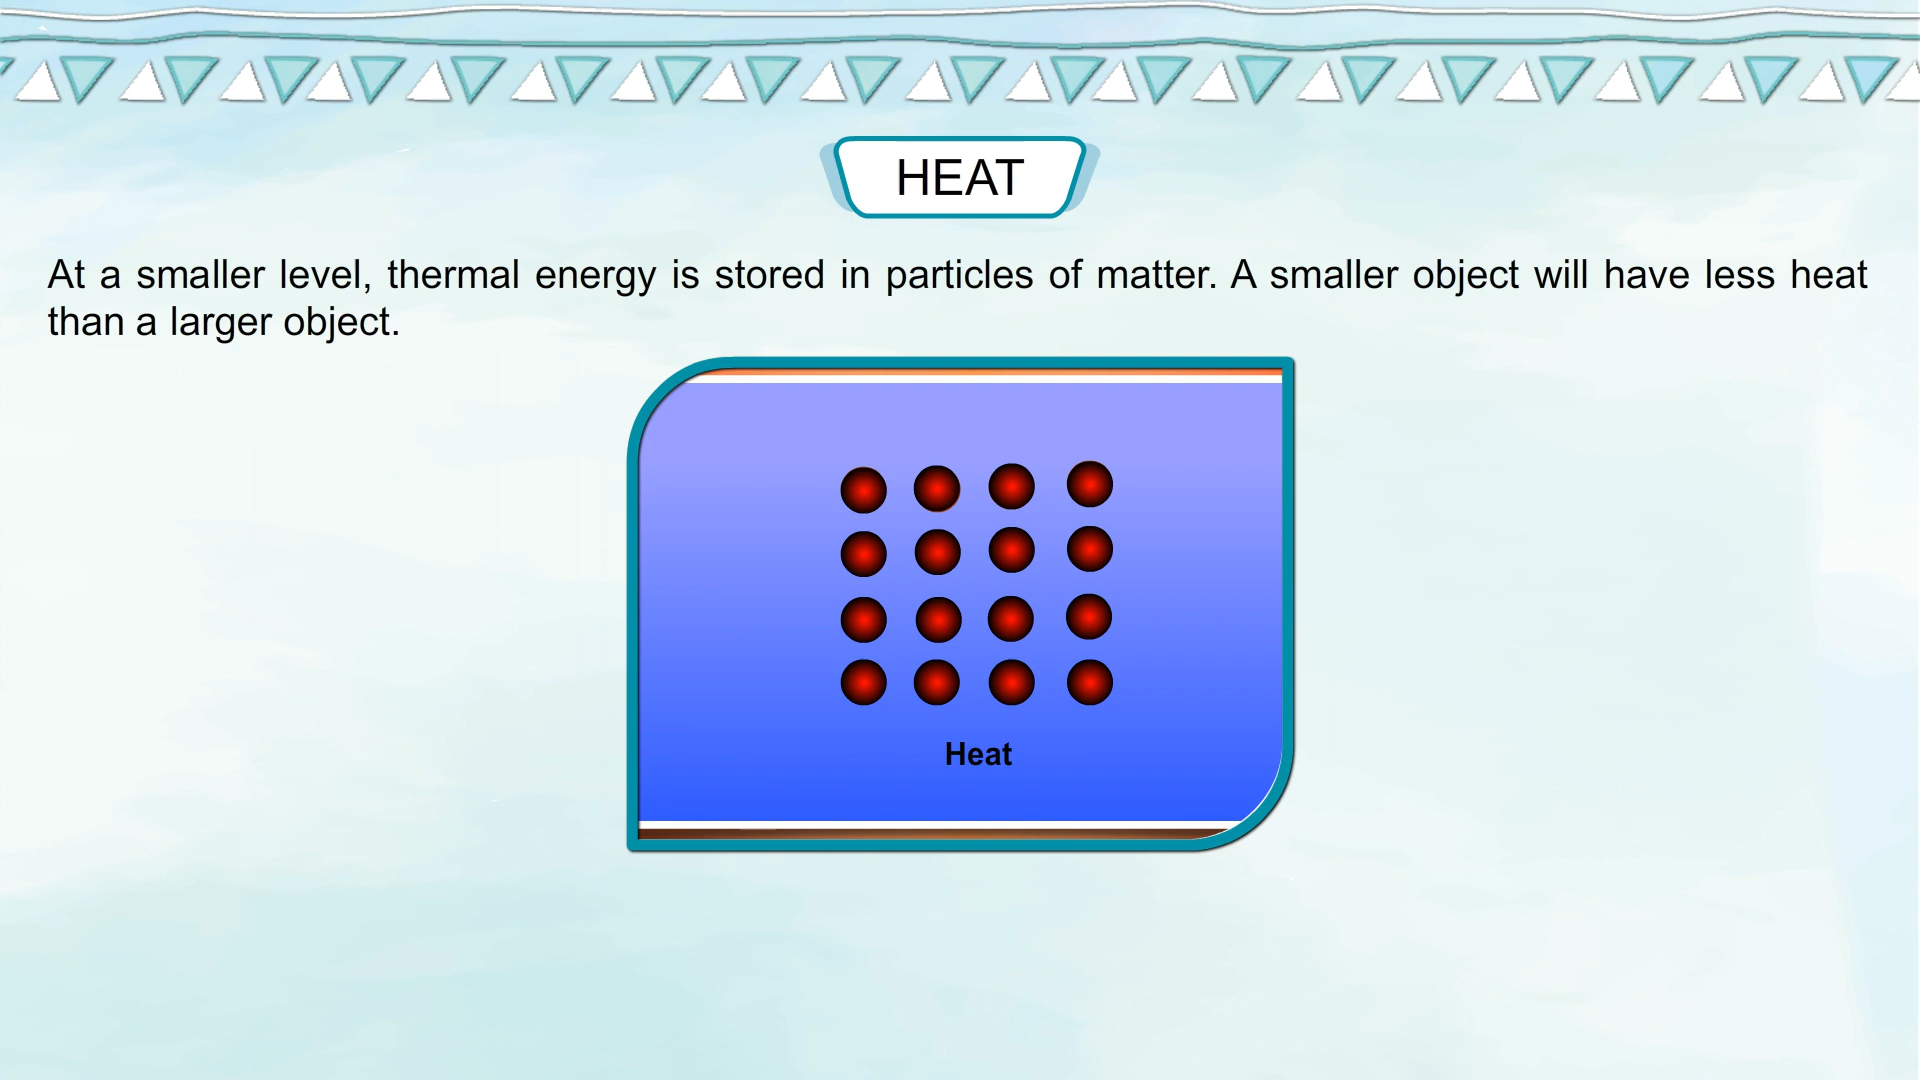 HEAT
At a smaller level, thermal energy is stored in particles of matter. A smaller object will have less heat
than a larger object.
Heat